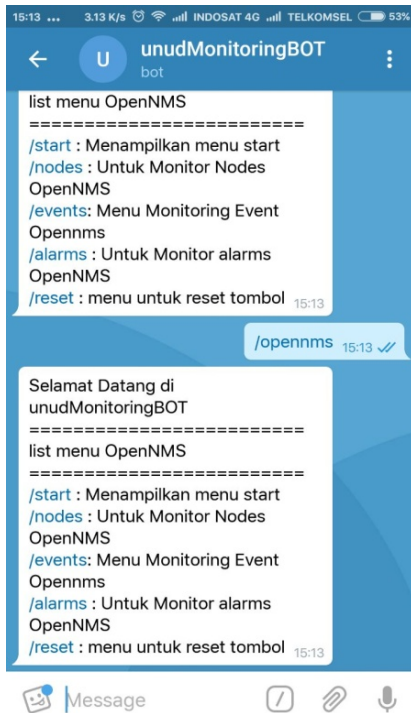 15:13 ... 3.13 K/s INDOSAT 4G TELKOMSEL 53%
U
unudMonitoringBOT
bot
list menu OpenNMS
=========================
/start : Menampilkan menu start
/nodes : Untuk Monitor Nodes
OpenNMS
/events: Menu Monitoring Event
Opennms
/alarms : Untuk Monitor alarms
OpenNMS
/reset : menu untuk reset tombol 15:13
/opennms 15:13
Selamat Datang di
unudMonitoringBOT
=========================
list menu OpenNMS
=========================
/start : Menampilkan menu start
/nodes : Untuk Monitor Nodes
OpenNMS
/events: Menu Monitoring Event
Opennms
/alarms : Untuk Monitor alarms
OpenNMS
/reset : menu untuk reset tombol 15:13
Message